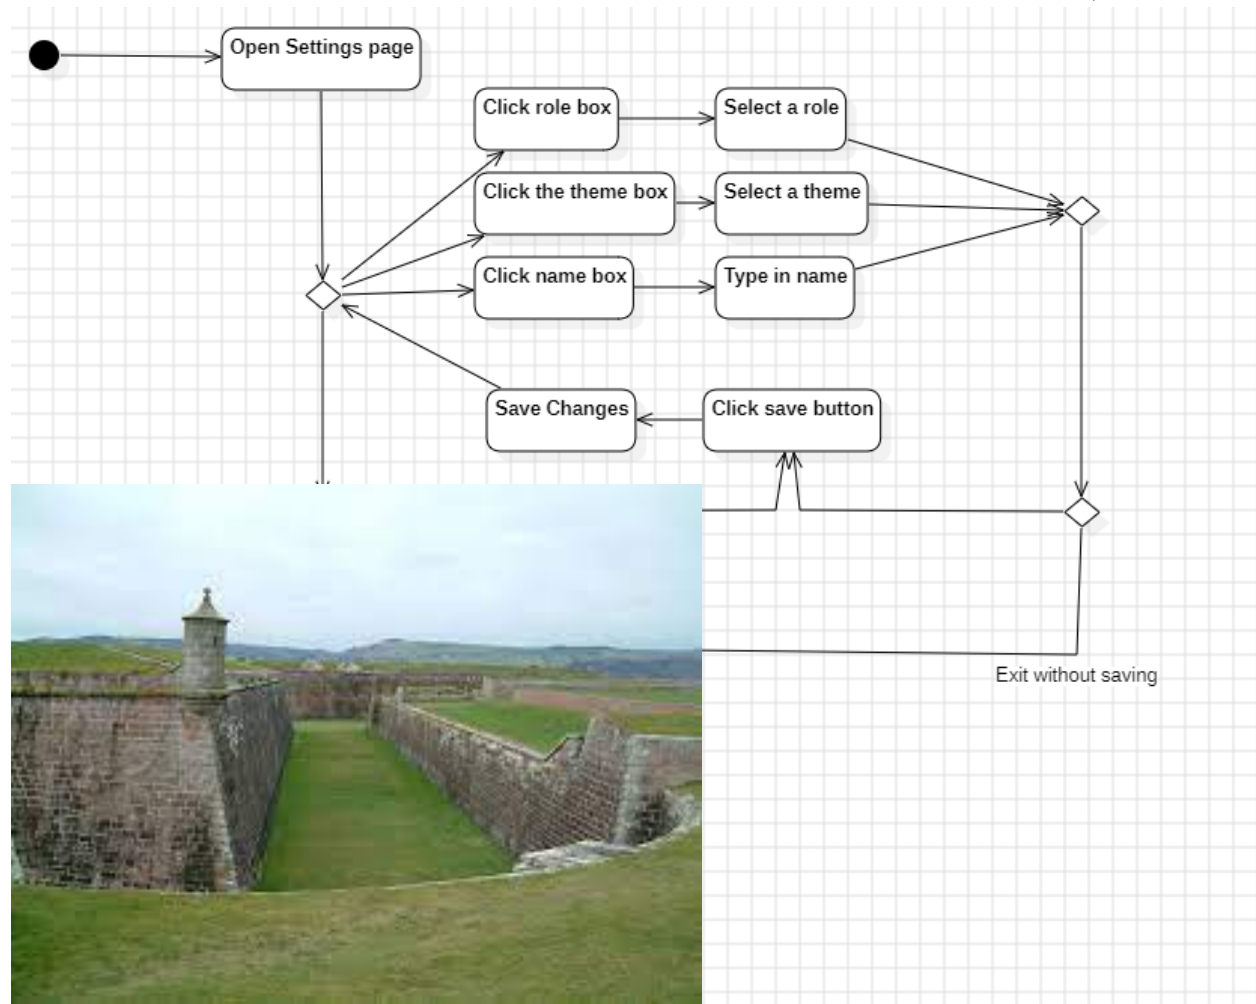 Open Settings page
Click role box
Select a role
Click the theme box
Select a theme
Click name box
Type in name
Save Changes
Click save button
Exit without saving